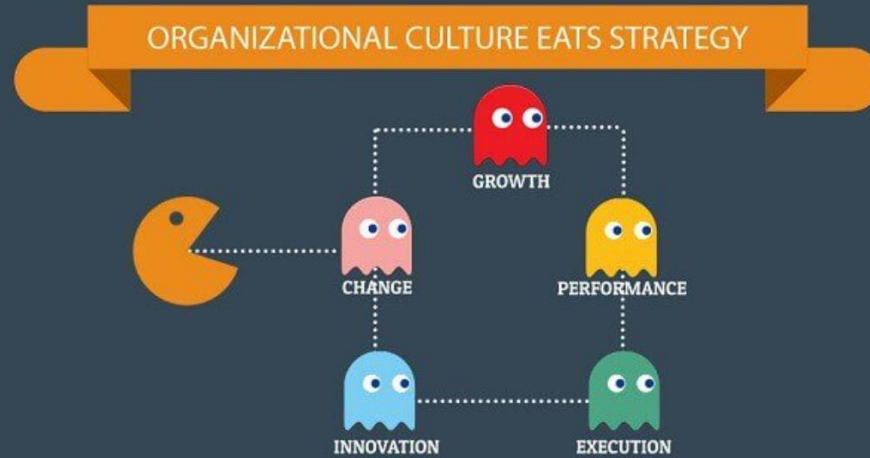 ORGANIZATIONAL CULTURE EATS STRATEGY
GROWTH
CHANGE
PERFORMANCE
INNOVATION
EXECUTION